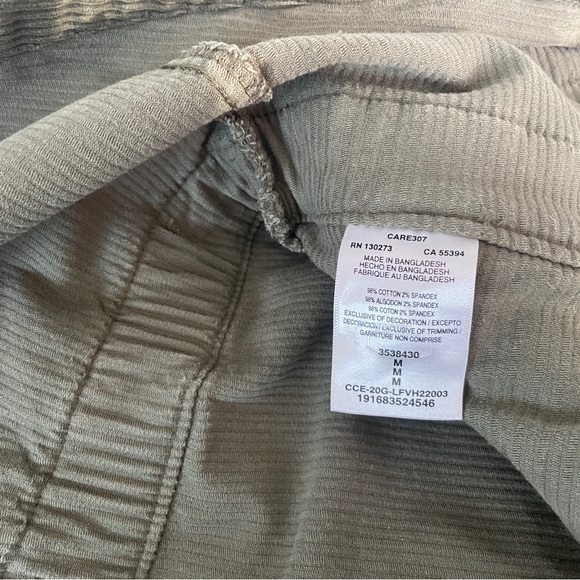 CARE307
RN 130273 CA 55394
MADE IN BANGLADESH
HECHO EN BANGLADESH
FABRIQUE AU BANGLADESH
98% COTTON 2% SPANDEX
98% ALGODON 2% SPANDEX
98% COTON 2% SPANDEX
EXCLUSIVE OF DECORATION / EXCEPTO
DECORACION / EXCLUSIVE OF TRIMMING /
GARNITURE NON COMPRISE
3538430
M
M
M
CCE-20G-LFVH22003
191683524546